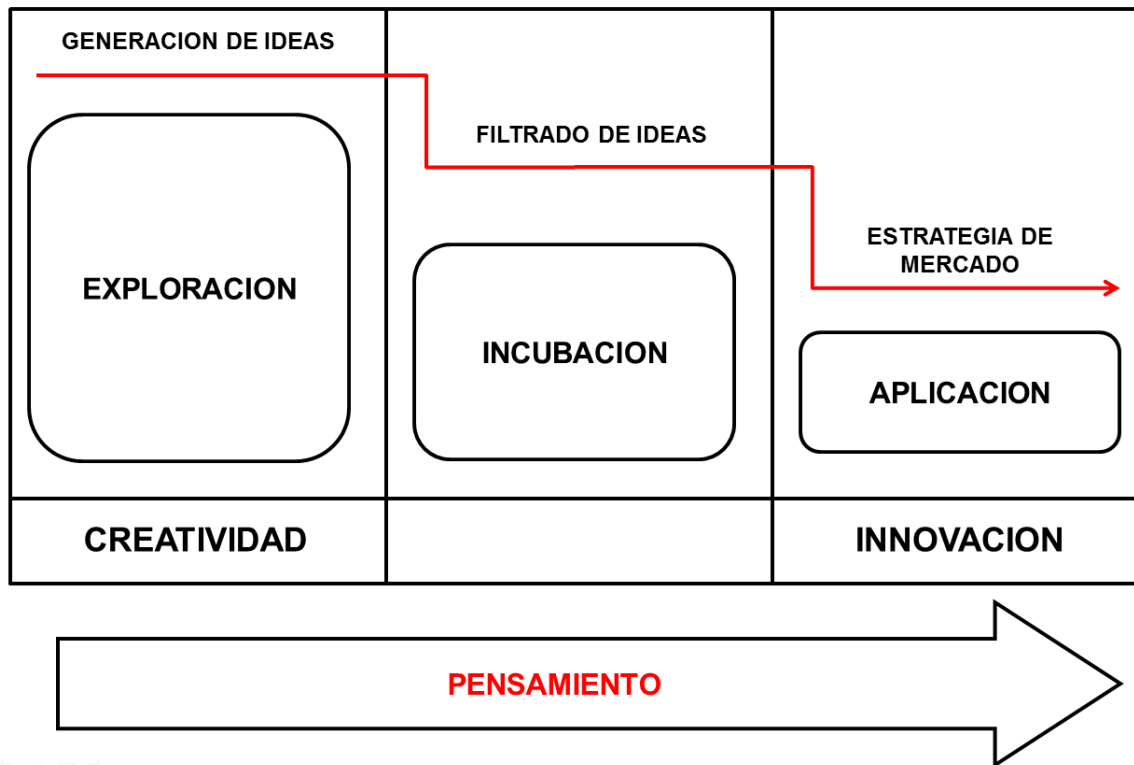 GENERACION DE IDEAS
FILTRADO DE IDEAS
ESTRATEGIA DE
MERCADO
EXPLORACION
INCUBACION
APLICACION
CREATIVIDAD
INNOVACION
PENSAMIENTO